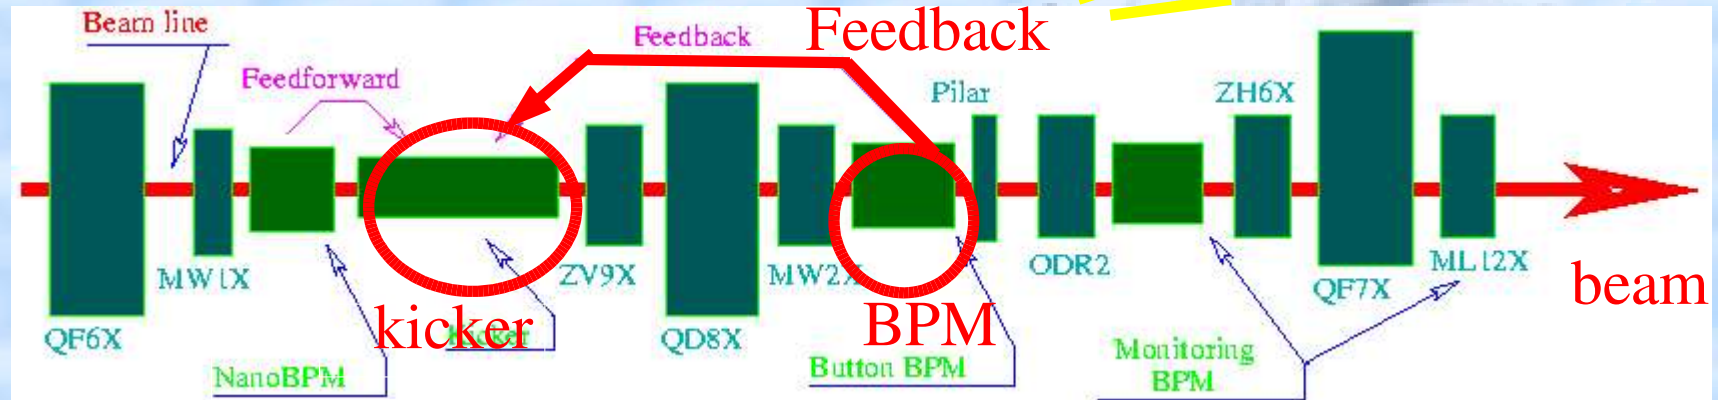 Beam line
Feedforward
Feedback
Feedback
Pilar
ZH6X
MW1X
ZV9X
MW2X
ODR2
QF7X
ML12X
beam
QF6X
kicker
Kicker
QD8X
BPM
NanoBPM
Button BPM
Monitoring
BPM